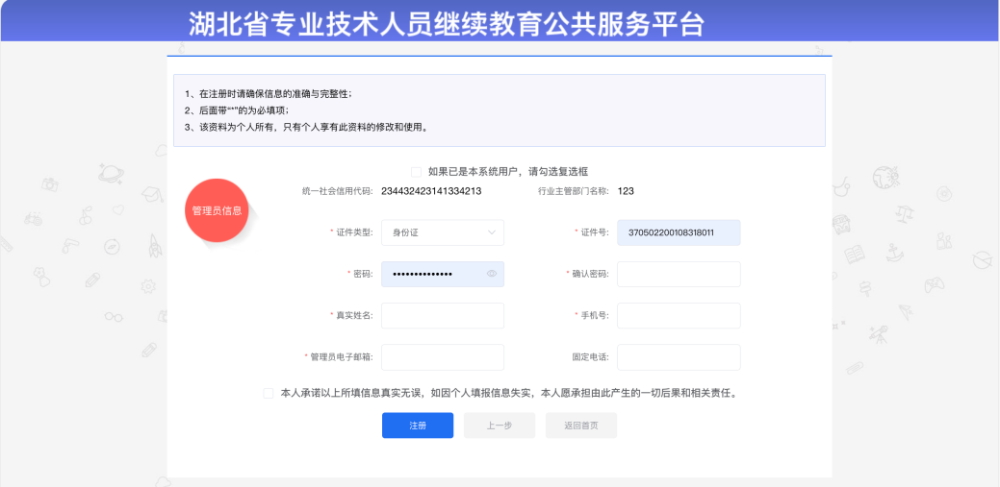 湖北省专业技术人员继续教育公共服务平台
1、在注册时请确保信息的准确与完整性；
2、后面带“*”的为必填项；
3、该资料为个人所有，只有个人享有此资料的修改和使用。
如果已是本系统用户，请勾选复选框
统一社会信用代码: 234432423141334213 行业主管部门名称: 123
管理员信息
* 证件类型: 身份证 * 证件号: 370502200108318011
* 密码: •••••••••••••• * 确认密码:
* 真实姓名: * 手机号:
* 管理员电子邮箱: 固定电话:
本人承诺以上所填信息真实无误，如因个人填报信息失实，本人愿承担由此产生的一切后果和相关责任。
注册 上一步 返回首页